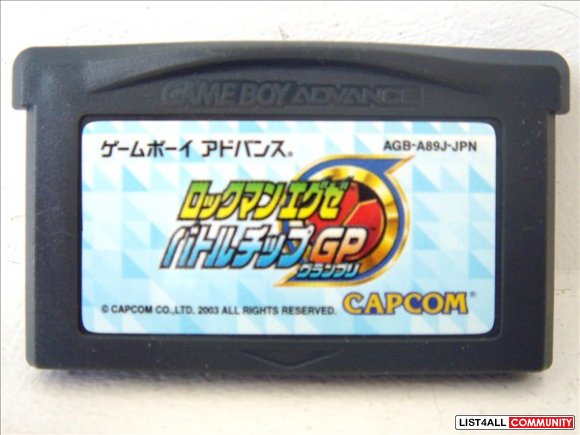 GAME BOY ADVANCE
ゲームボーイ アドバンス®
AGB-A89J-JPN
ロックマンエグゼ
バトルチップGP™
グランプリ
© CAPCOM CO.,LTD. 2003 ALL RIGHTS RESERVED.
CAPCOM®
LIST4ALL COMMUNITY